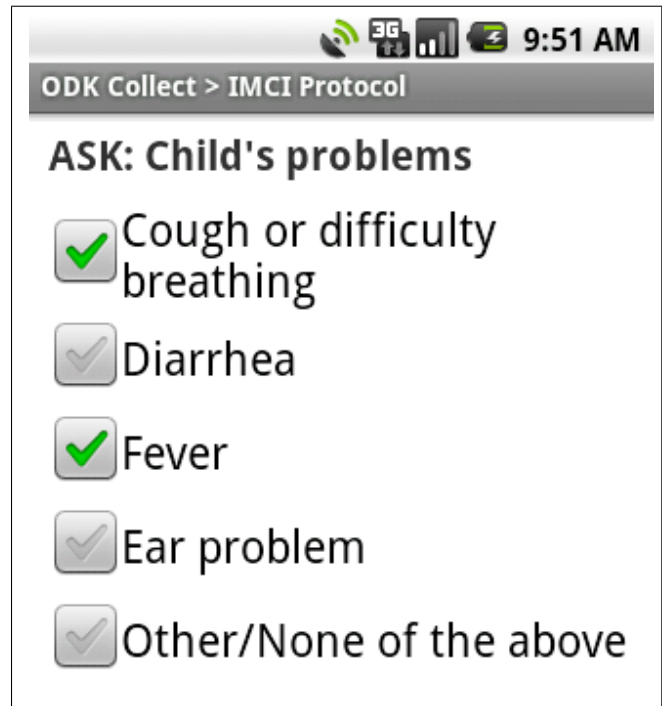 3G 9:51 AM
ODK Collect > IMCI Protocol
ASK: Child's problems
Cough or difficulty
breathing
Diarrhea
Fever
Ear problem
Other/None of the above